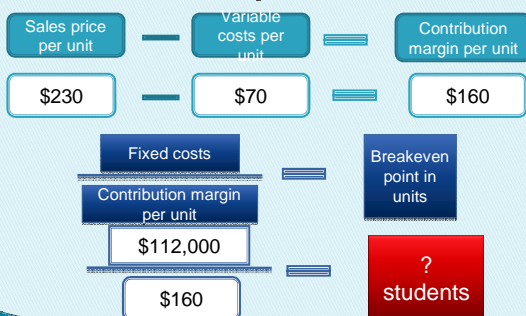 Sales price
per unit
Variable
costs per
unit
Contribution
margin per unit
$230
$70
$160
Fixed costs
Contribution margin
per unit
Breakeven
point in
units
$112,000
$160
?
students